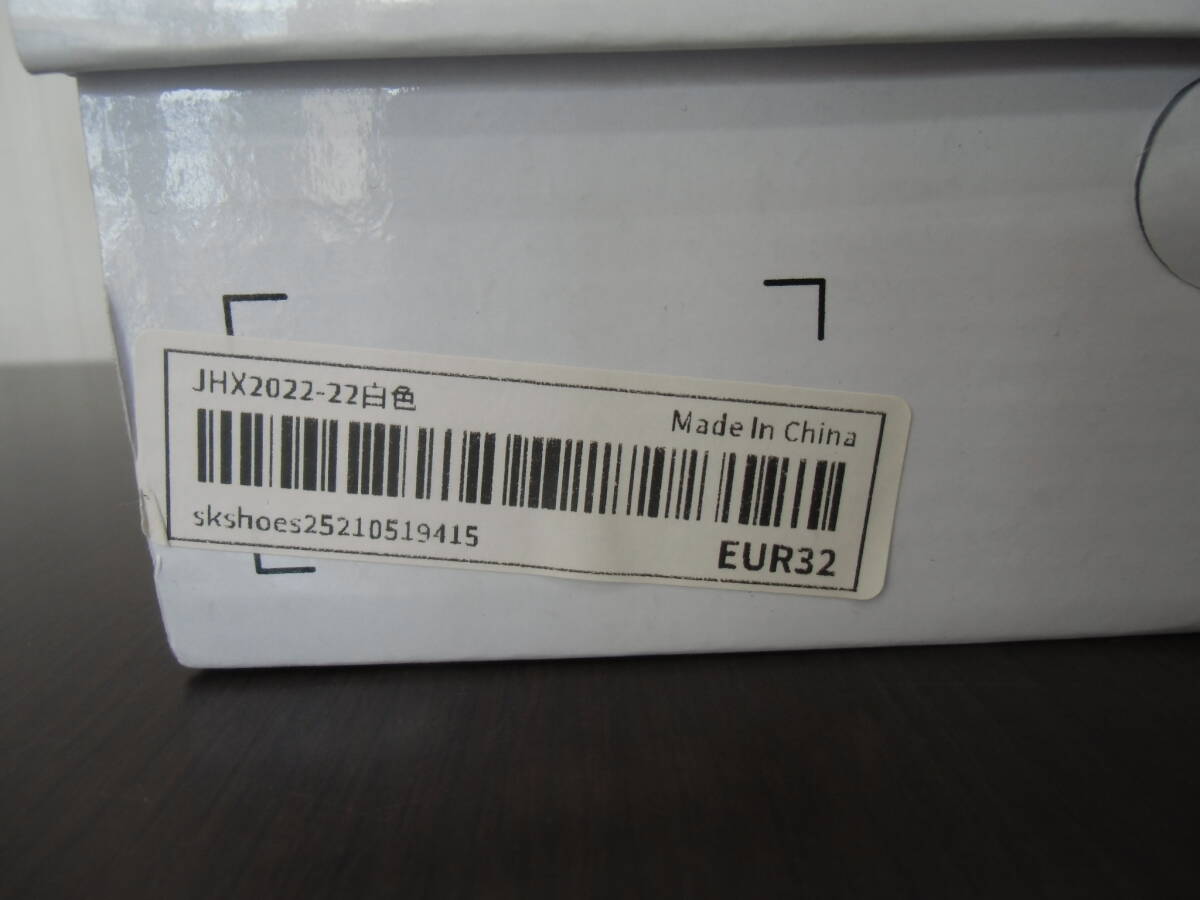 JHX2022-22白色
Made In China
skshoes25210519415
EUR32